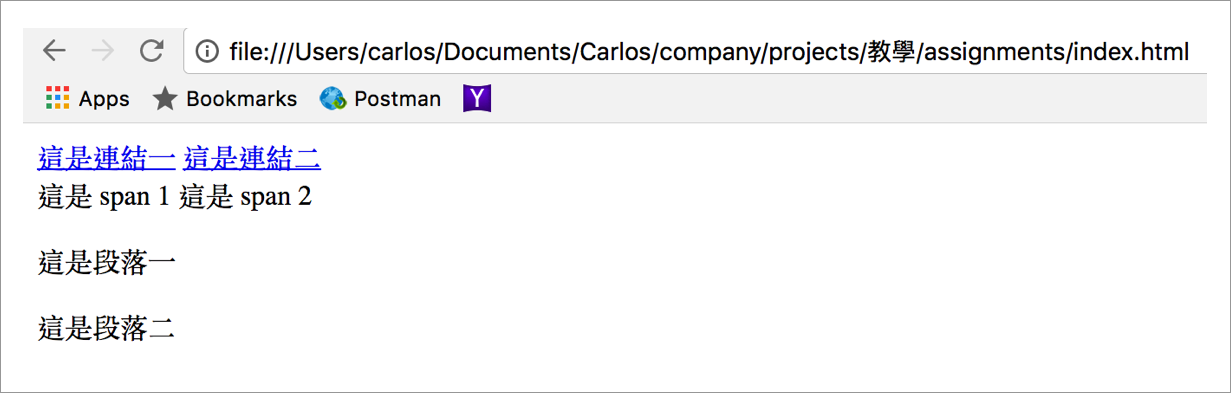 file:///Users/carlos/Documents/Carlos/company/projects/教學/assignments/index.html
Apps Bookmarks Postman Y
這是連結一 這是連結二
這是 span 1 這是 span 2
這是段落一
這是段落二